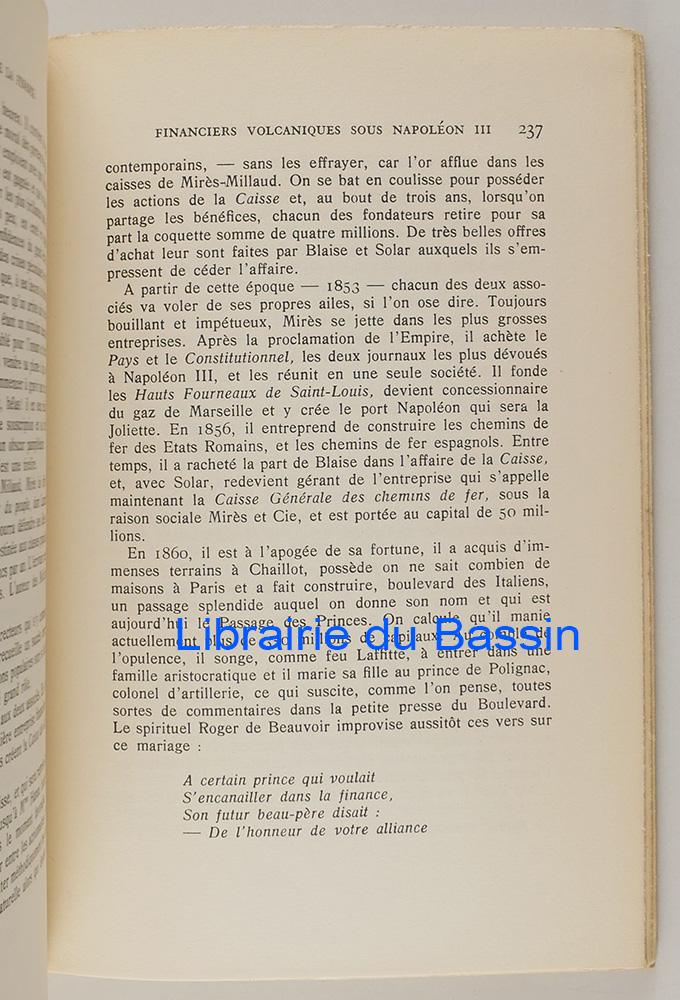 FINANCIERS VOLCANIQUES SOUS NAPOLÉON III 237
contemporains, — sans les effrayer, car l'or afflue dans les
caisses de Mirès-Millaud. On se bat en coulisse pour posséder
les actions de la Caisse et, au bout de trois ans, lorsqu'on
partage les bénéfices, chacun des fondateurs retire pour sa
part la coquette somme de quatre millions. De très belles offres
d'achat leur sont faites par Blaise et Solar auxquels ils s'em-
pressent de céder l'affaire.
A partir de cette époque — 1853 — chacun des deux asso-
ciés va voler de ses propres ailes, si l'on ose dire. Toujours
bouillant et impétueux, Mirès se jette dans les plus grosses
entreprises. Après la proclamation de l'Empire, il achète le
Pays et le Constitutionnel, les deux journaux les plus dévoués
à Napoléon III, et les réunit en une seule société. Il fonde
les Hauts Fourneaux de Saint-Louis, devient concessionnaire
du gaz de Marseille et y crée le port Napoléon qui sera la
Joliette. En 1856, il entreprend de construire les chemins de
fer des Etats Romains, et les chemins de fer espagnols. Entre
temps, il a racheté la part de Blaise dans l'affaire de la Caisse,
et, avec Solar, redevient gérant de l'entreprise qui s'appelle
maintenant la Caisse Générale des chemins de fer, sous la
raison sociale Mirès et Cie, et est portée au capital de 50 mil-
lions.
En 1860, il est à l'apogée de sa fortune, il a acquis d'im-
menses terrains à Chaillot, possède on ne sait combien de
maisons à Paris et a fait construire, boulevard des Italiens,
un passage splendide auquel on donne son nom et qui est
aujourd'hui le Passage des Princes. On calcule qu'il manie
actuellement plus de millions de capitaux. Au comble de
Librairie du Bassin
l'opulence, il songe, comme feu Laffitte, à entrer dans une
famille aristocratique et il marie sa fille au prince de Polignac,
colonel d'artillerie, ce qui suscite, comme l'on pense, toutes
sortes de commentaires dans la petite presse du Boulevard.
Le spirituel Roger de Beauvoir improvise aussitôt ces vers sur
ce mariage :
A certain prince qui voulait
S'encanailler dans la finance,
Son futur beau-père disait :
— De l'honneur de votre alliance